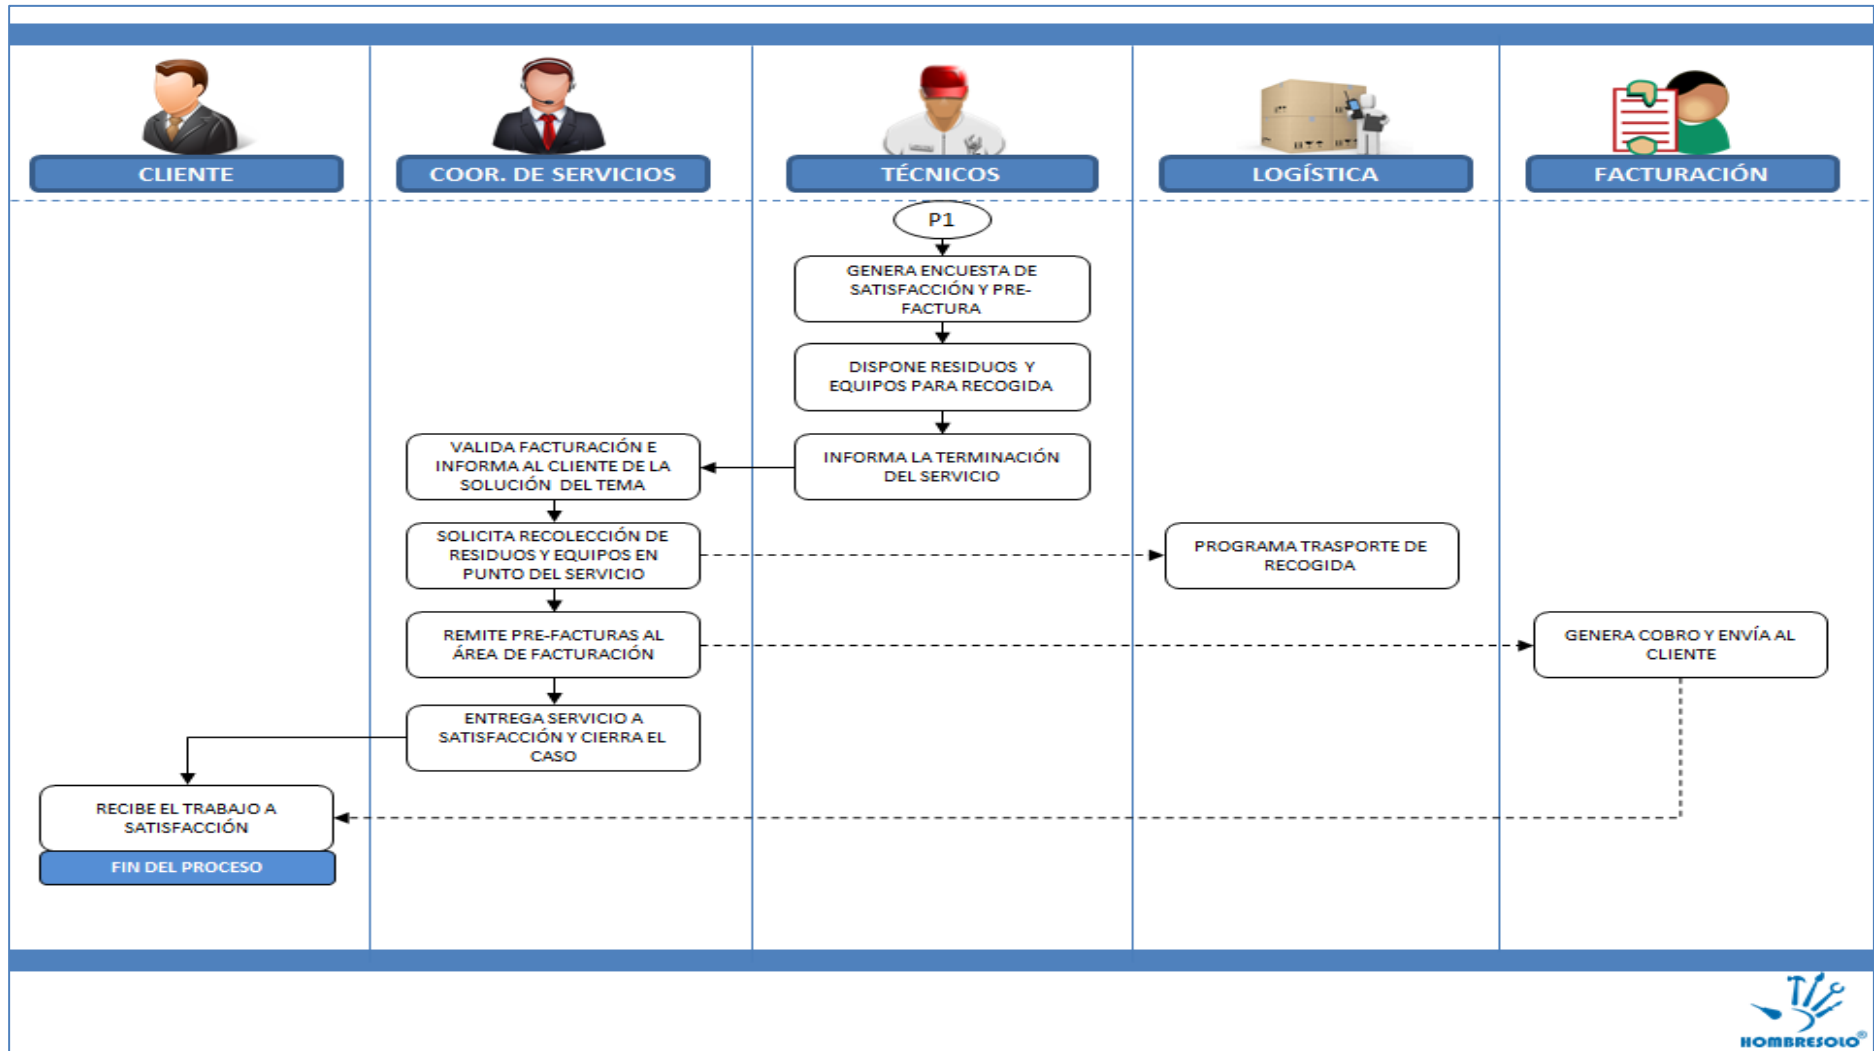 CLIENTE
COOR. DE SERVICIOS
TÉCNICOS
LOGÍSTICA
FACTURACIÓN
P1
GENERA ENCUESTA DE
SATISFACCIÓN Y PRE-
FACTURA
DISPONE RESIDUOS Y
EQUIPOS PARA RECOGIDA
INFORMA LA TERMINACIÓN
DEL SERVICIO
VALIDA FACTURACIÓN E
INFORMA AL CLIENTE DE LA
SOLUCIÓN DEL TEMA
SOLICITA RECOLECCIÓN DE
RESIDUOS Y EQUIPOS EN
PUNTO DEL SERVICIO
PROGRAMA TRASPORTE DE
RECOGIDA
REMITE PRE-FACTURAS AL
ÁREA DE FACTURACIÓN
GENERA COBRO Y ENVÍA AL
CLIENTE
ENTREGA SERVICIO A
SATISFACCIÓN Y CIERRA EL
CASO
RECIBE EL TRABAJO A
SATISFACCIÓN
FIN DEL PROCESO
HOMBRESOLO®